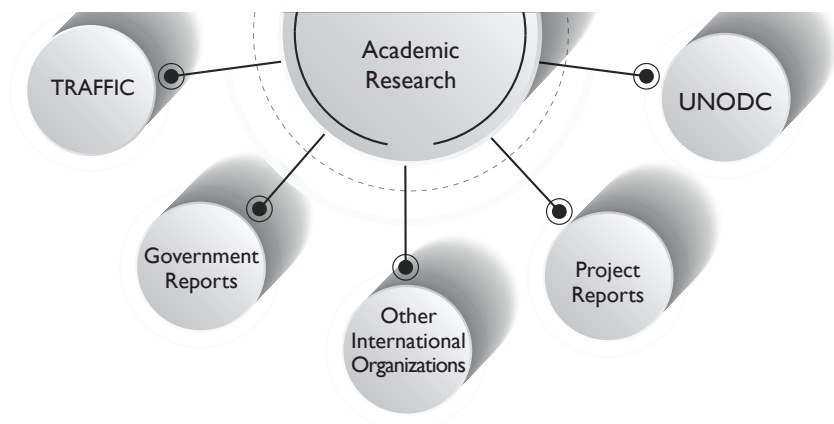 Academic
Research
TRAFFIC
UNODC
Government
Reports
Project
Reports
Other
International
Organizations